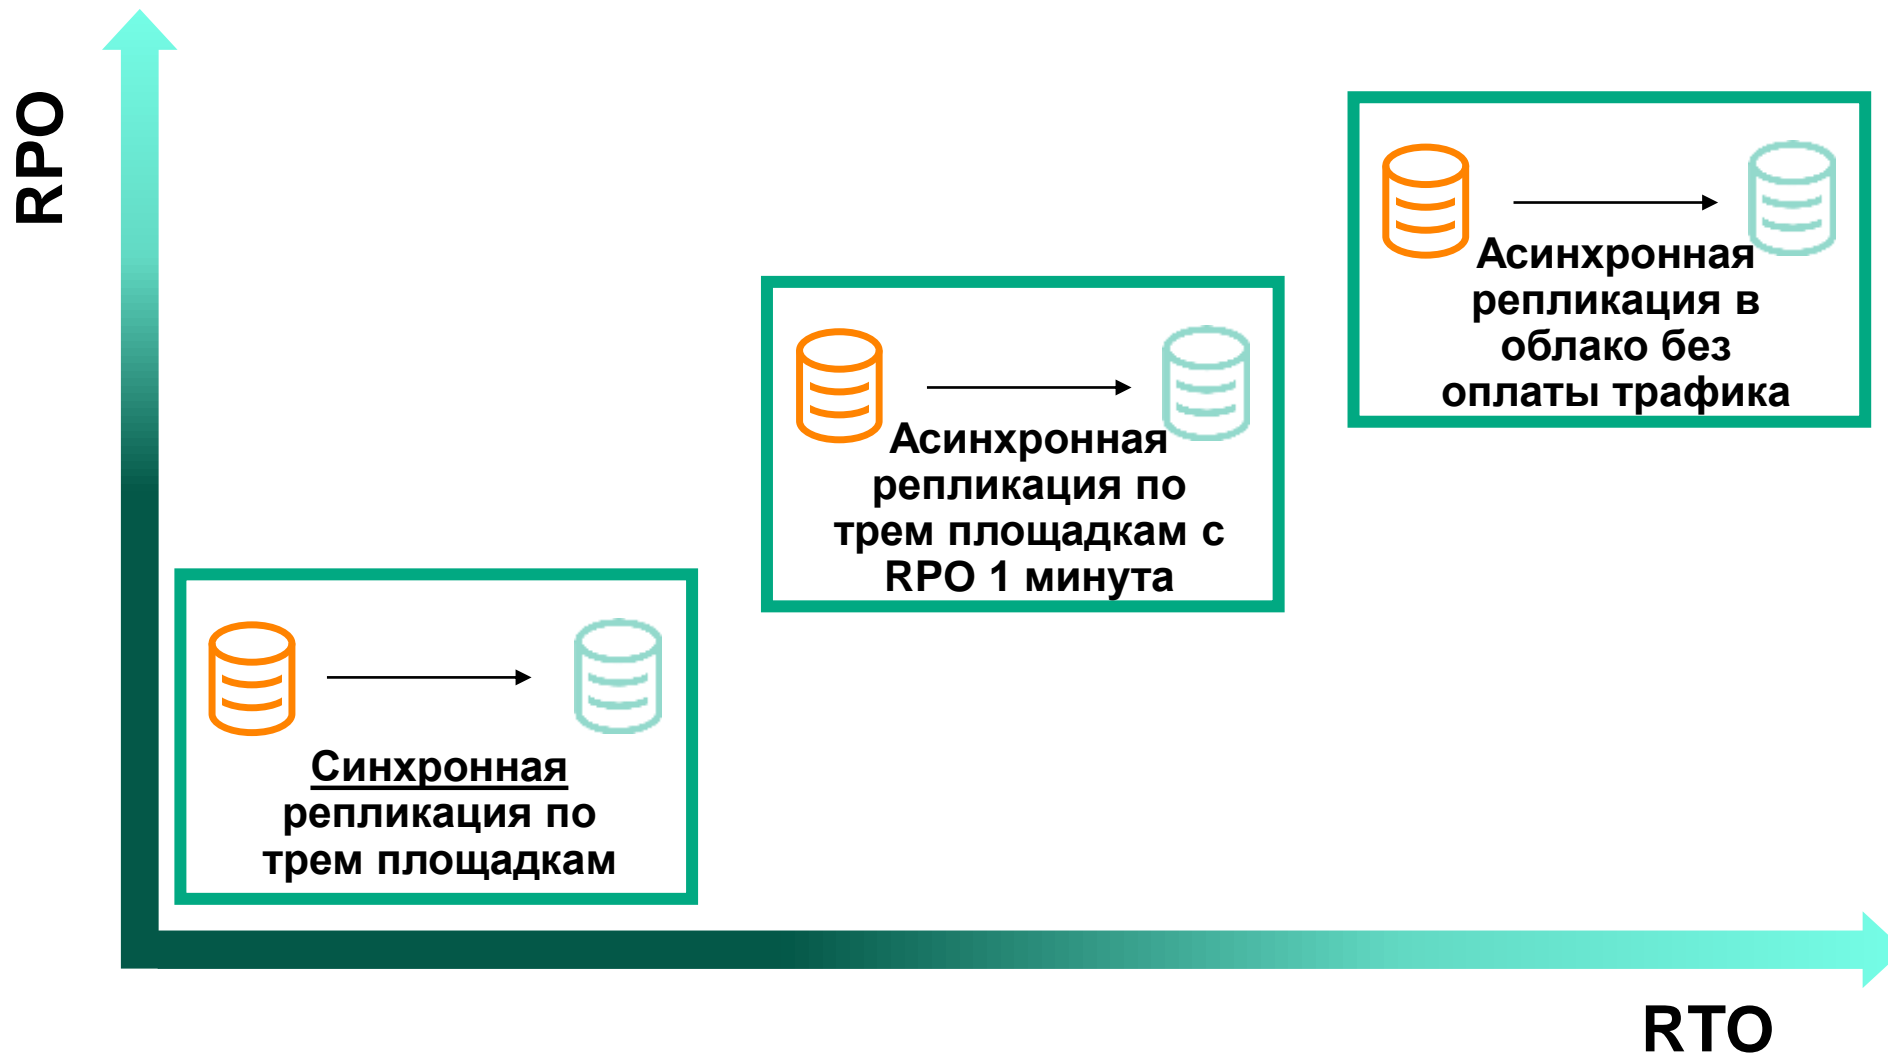 RPO
Асинхронная
репликация в
облако без
оплаты трафика
Асинхронная
репликация по
трем площадкам с
RPO 1 минута
Синхронная
репликация по
трем площадкам
RTO